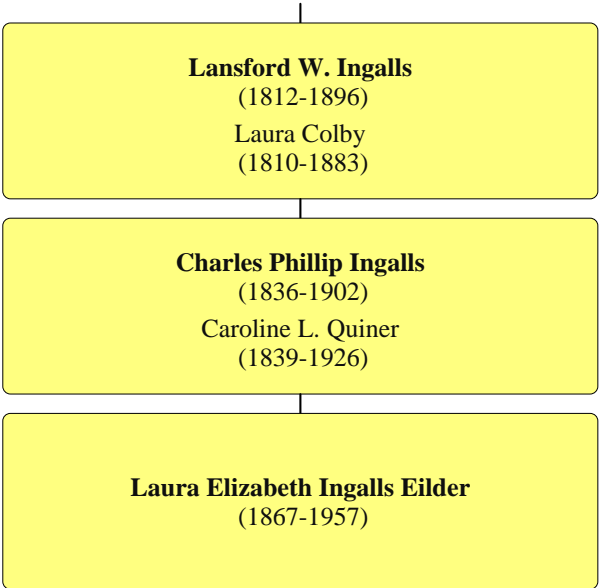 Lansford W. Ingalls
(1812-1896)
Laura Colby
(1810-1883)
Charles Phillip Ingalls
(1836-1902)
Caroline L. Quiner
(1839-1926)
Laura Elizabeth Ingalls Eilder
(1867-1957)